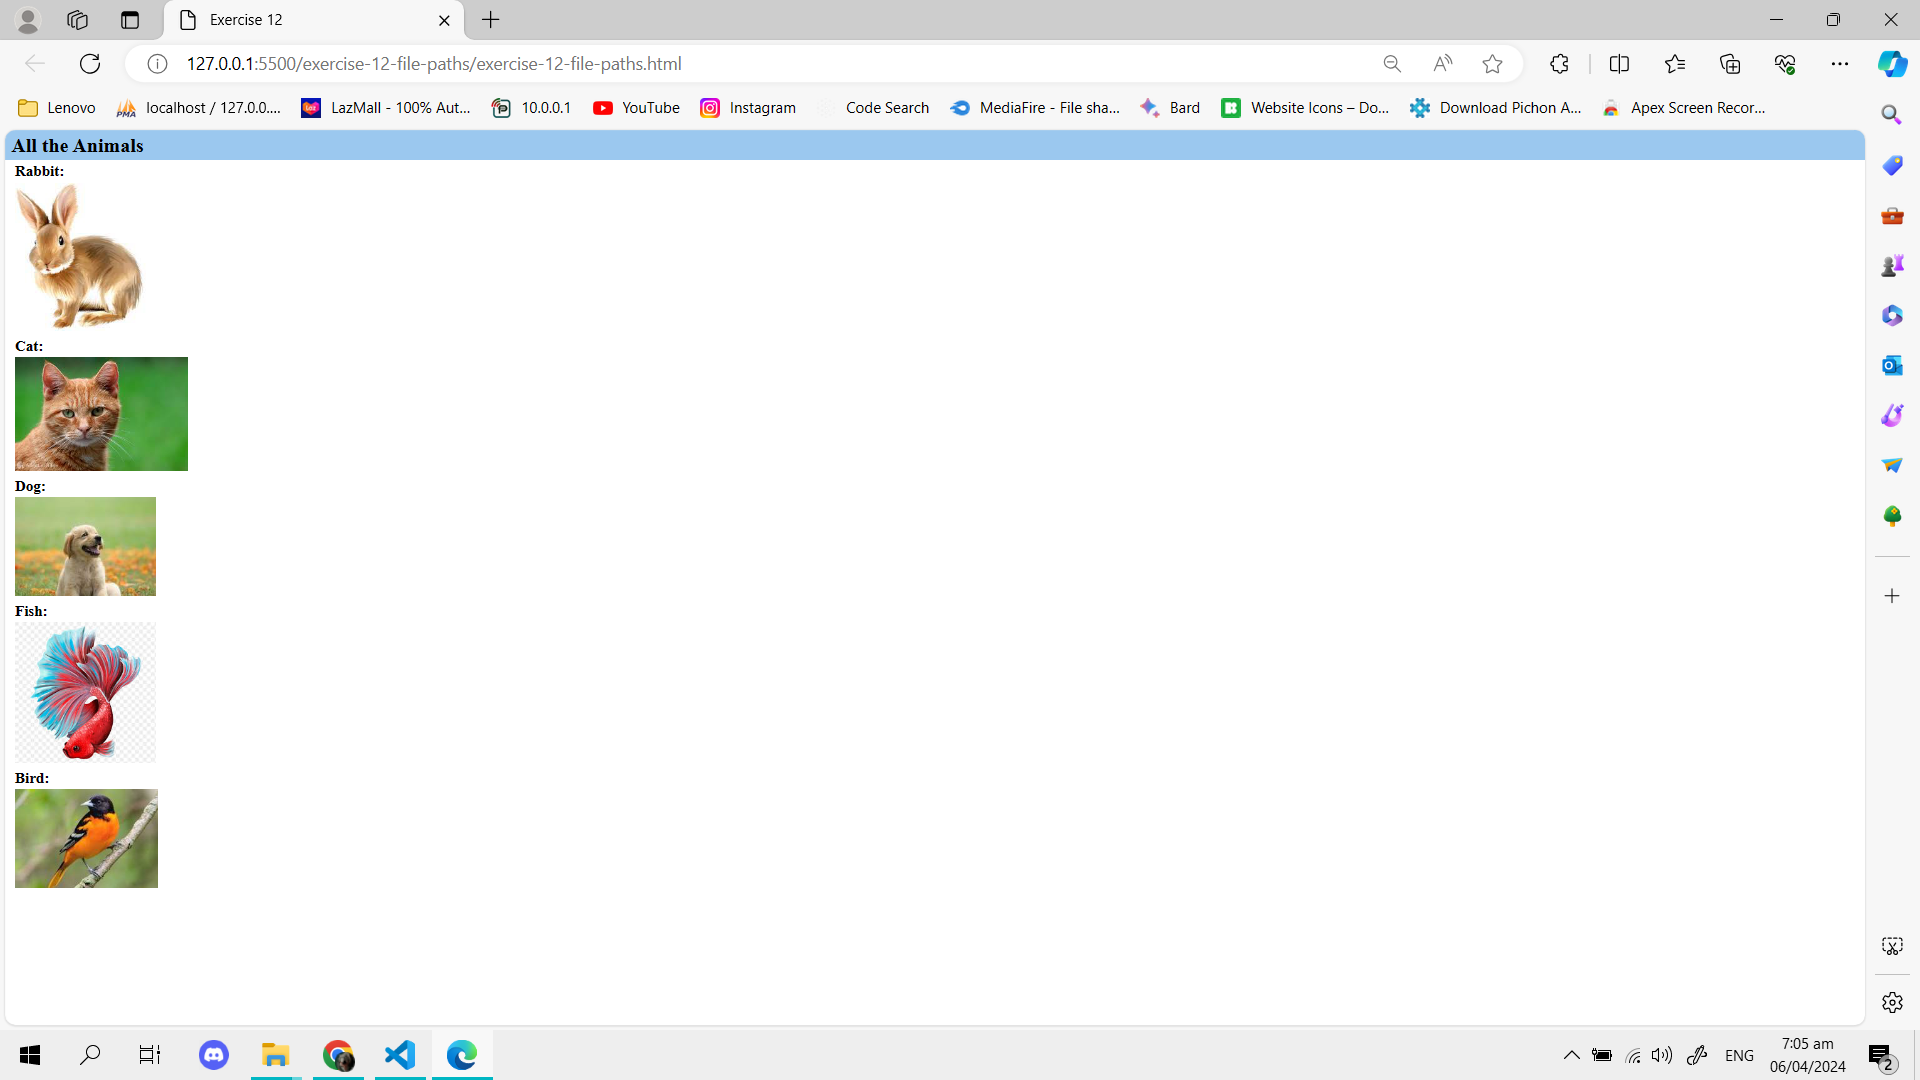 Exercise 12
127.0.0.1:5500/exercise-12-file-paths/exercise-12-file-paths.html
Lenovo
localhost / 127.0.0....
LazMall - 100% Aut...
10.0.0.1
YouTube
Instagram
Code Search
MediaFire - File sha...
Bard
Website Icons – Do...
Download Pichon A...
Apex Screen Recor...
All the Animals
Rabbit:
Cat:
Dog:
Fish:
Bird:
ENG
7:05 am
06/04/2024
2